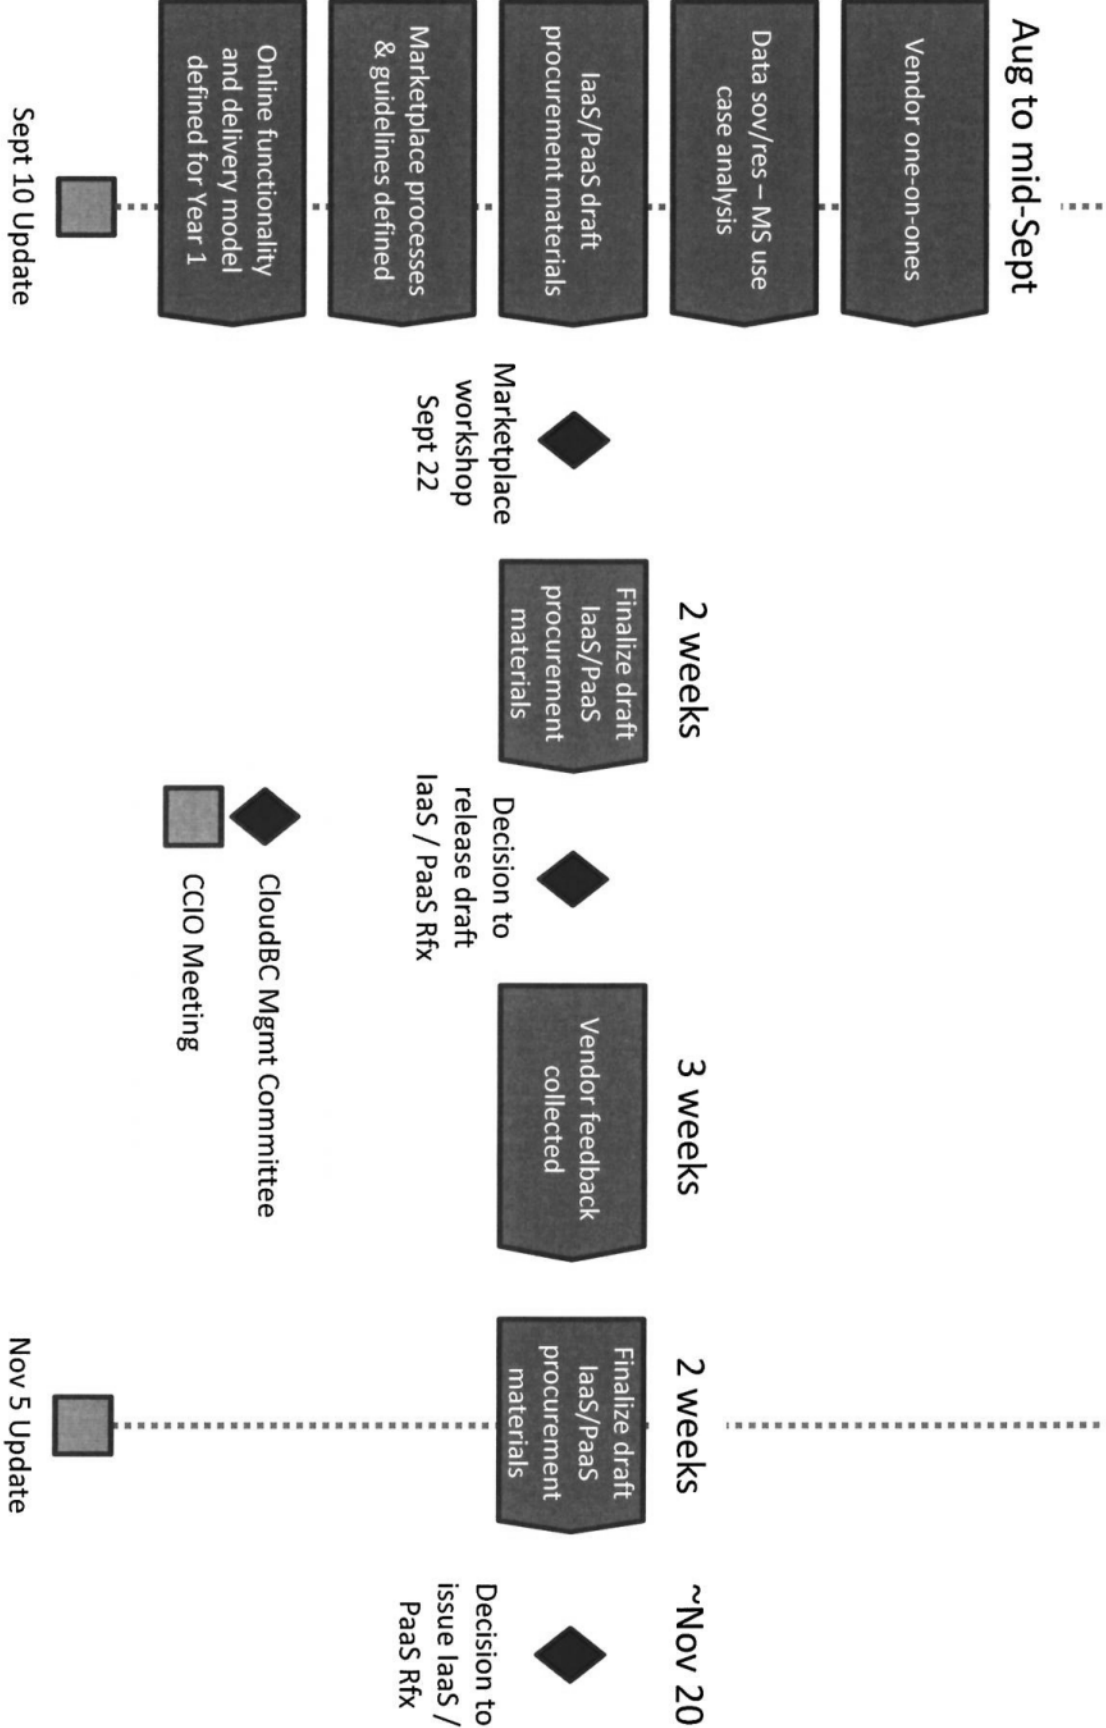 Aug to mid-Sept
Vendor one-on-ones
Data sov/res – MS use
case analysis
IaaS/PaaS draft
procurement materials
Marketplace processes
& guidelines defined
Online functionality
and delivery model
defined for Year 1
Sept 10 Update
Marketplace
workshop
Sept 22
2 weeks
Finalize draft
IaaS/PaaS
procurement
materials
Decision to
release draft
IaaS / PaaS Rfx
CloudBC Mgmt Committee
CCIO Meeting
3 weeks
Vendor feedback
collected
2 weeks
Finalize draft
IaaS/PaaS
procurement
materials
Nov 5 Update
~Nov 20
Decision to
issue IaaS /
PaaS Rfx